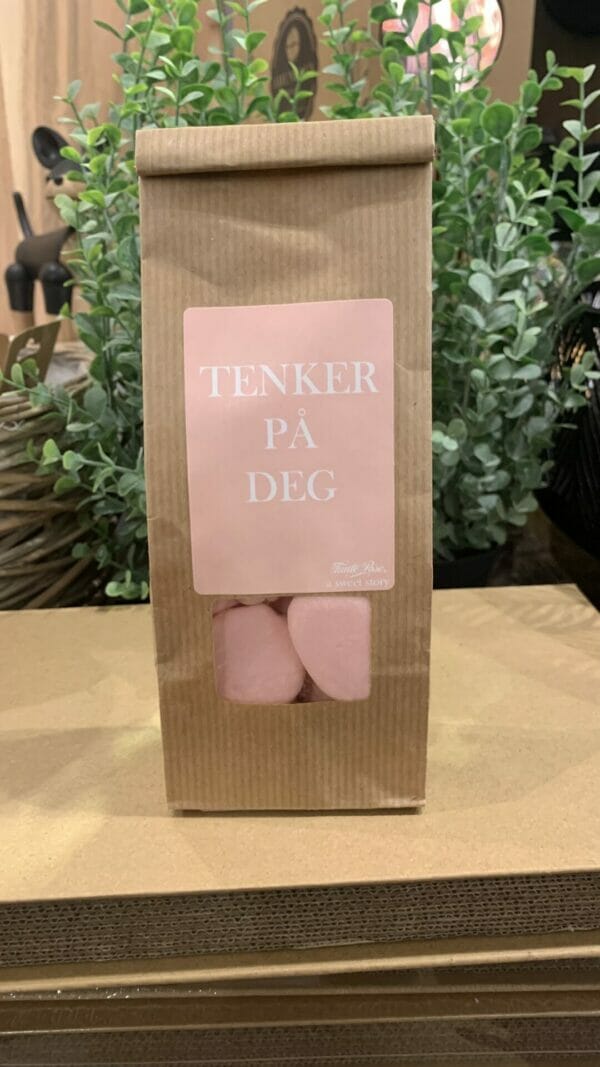 TENKER
PÅ
DEG
Tante Rose.
a sweet story